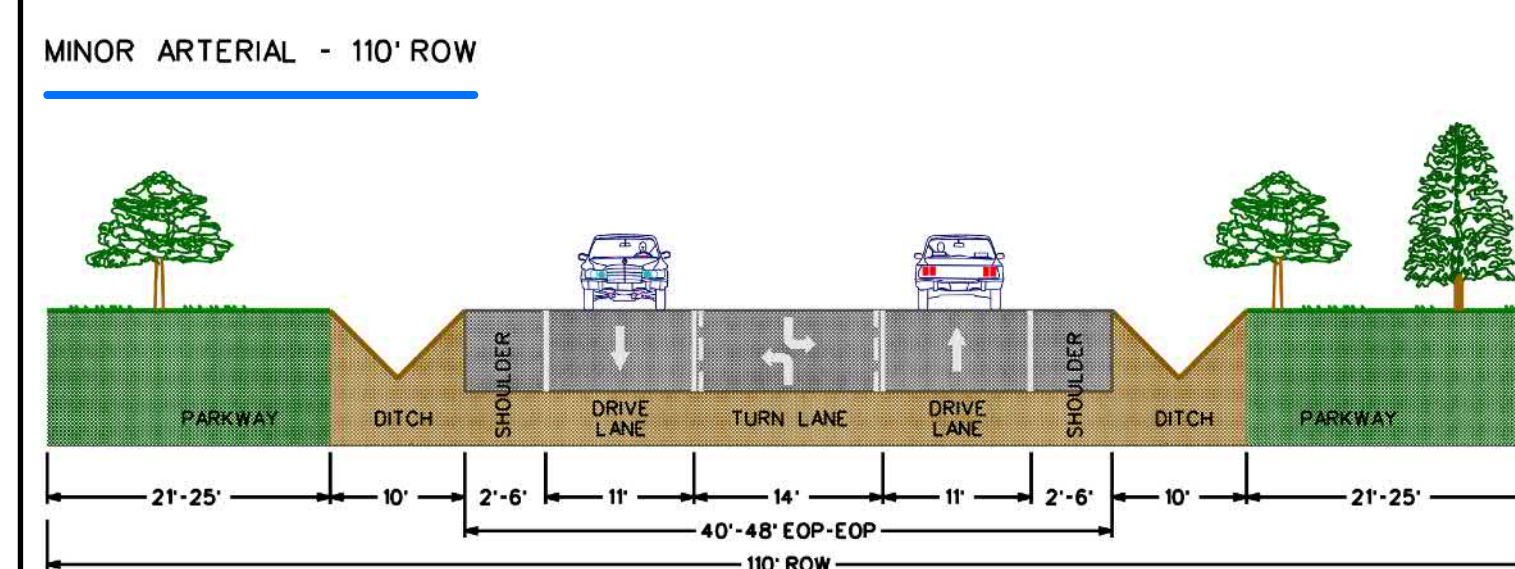 MINOR ARTERIAL - 110' ROW
PARKWAY
DITCH
SHOULDER
DRIVE
LANE
TURN LANE
DRIVE
LANE
SHOULDER
DITCH
PARKWAY
21'-25' 10' 2'-6' 11' 14' 11' 2'-6' 10' 21'-25'
40'-48' EOP-EOP
110' ROW